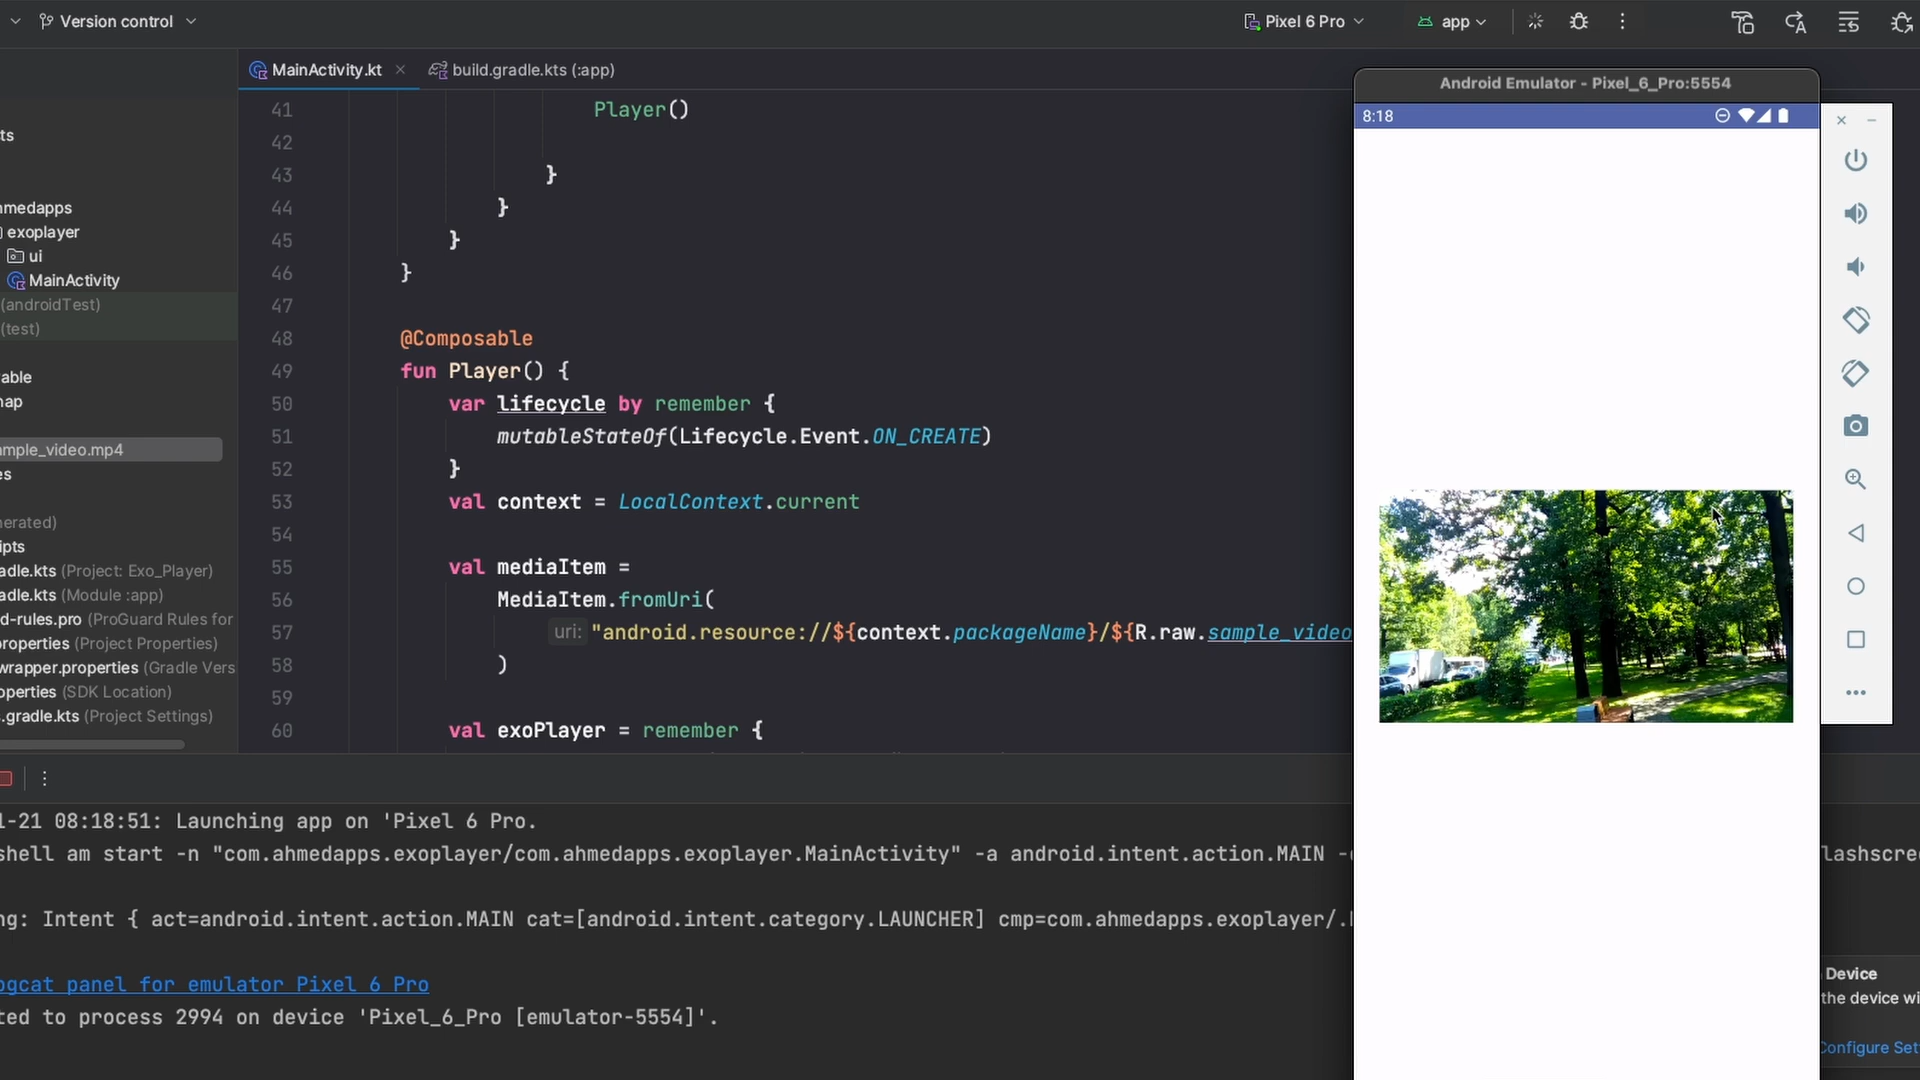 Version control
Pixel 6 Pro
app
MainActivity.kt
build.gradle.kts (:app)
ts
hmedapps
exoplayer
ui
MainActivity
(androidTest)
(test)
able
nap
ample_video.mp4
es
nerated)
ipts
adle.kts (Project: Exo_Player)
adle.kts (Module :app)
d-rules.pro (ProGuard Rules for
properties (Project Properties)
wrapper.properties (Gradle Vers
operties (SDK Location)
s.gradle.kts (Project Settings)
41 Player()
42
43 }
44 }
45 }
46 }
47
48 @Composable
49 fun Player() {
50 var lifecycle by remember {
51 mutableStateOf(Lifecycle.Event.ON_CREATE)
52 }
53 val context = LocalContext.current
54
55 val mediaItem =
56 MediaItem.fromUri(
57 uri: "android.resource://${context.packageName}/${R.raw.sample_video
58 )
59
60 val exoPlayer = remember {
Android Emulator - Pixel_6_Pro:5554
8:18
1-21 08:18:51: Launching app on 'Pixel 6 Pro.
shell am start -n "com.ahmedapps.exoplayer/com.ahmedapps.exoplayer.MainActivity" -a android.intent.action.MAIN -
lashscree
ng: Intent { act=android.intent.action.MAIN cat=[android.intent.category.LAUNCHER] cmp=com.ahmedapps.exoplayer/.
ogcat panel for emulator Pixel 6 Pro
ted to process 2994 on device 'Pixel_6_Pro [emulator-5554]'.
Device
the device wi
Configure Set